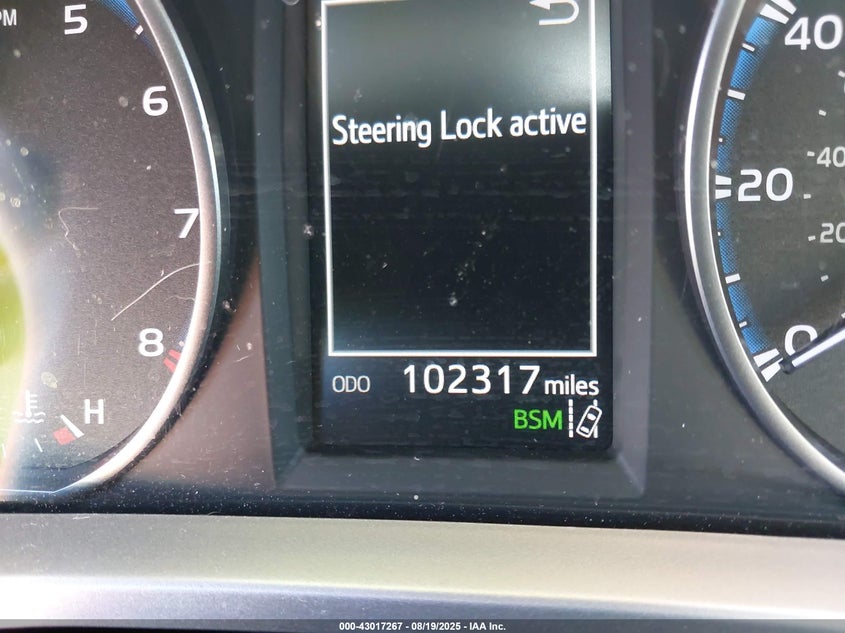 PM
5
6
7
8
H
Steering Lock active
ODO 102317 miles
BSM
40
-40
20
-20
0
000-43017267 - 08/19/2025 - IAA Inc.